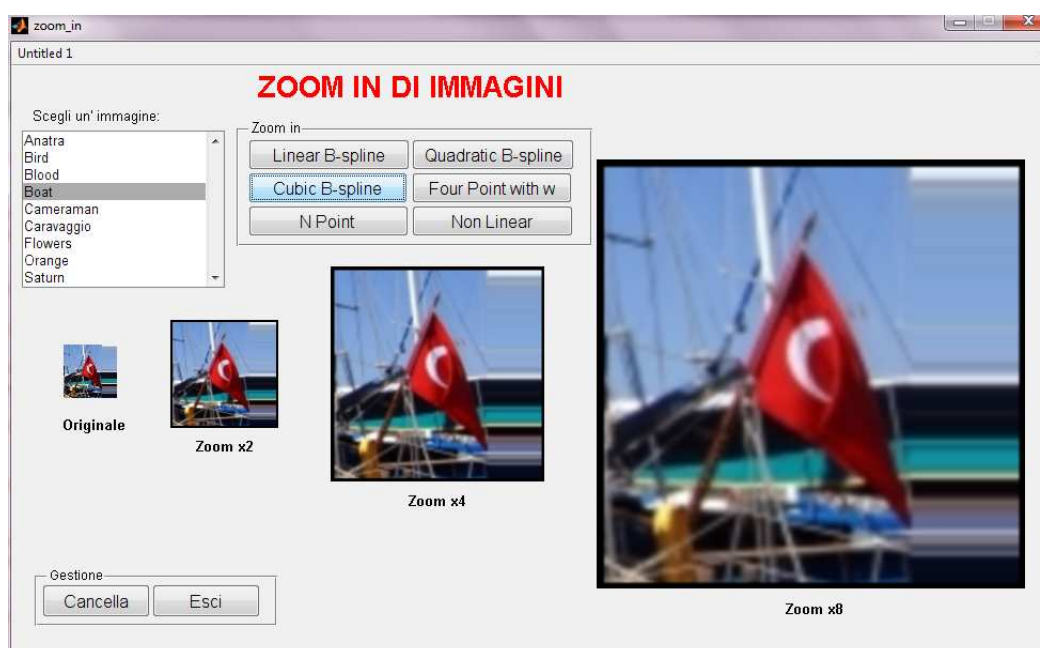 zoom_in
Untitled 1
ZOOM IN DI IMMAGINI
Scegli un' immagine:
Anatra
Bird
Blood
Boat
Cameraman
Caravaggio
Flowers
Orange
Saturn
Zoom in
Linear B-spline
Quadratic B-spline
Cubic B-spline
Four Point with w
N Point
Non Linear
Originale
Zoom x2
Zoom x4
Zoom x8
Gestione
Cancella
Esci